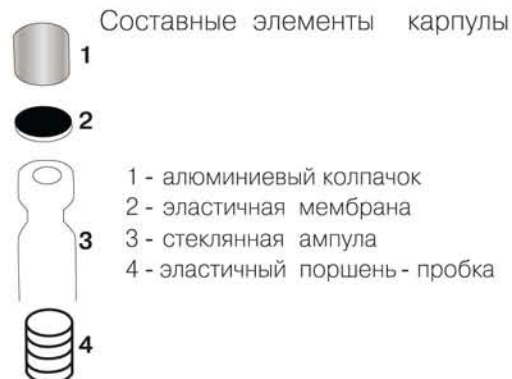 Составные элементы карпулы
1
2
1 - алюминиевый колпачок
2 - эластичная мембрана
3
3 - стеклянная ампула
4 - эластичный поршень - пробка
4